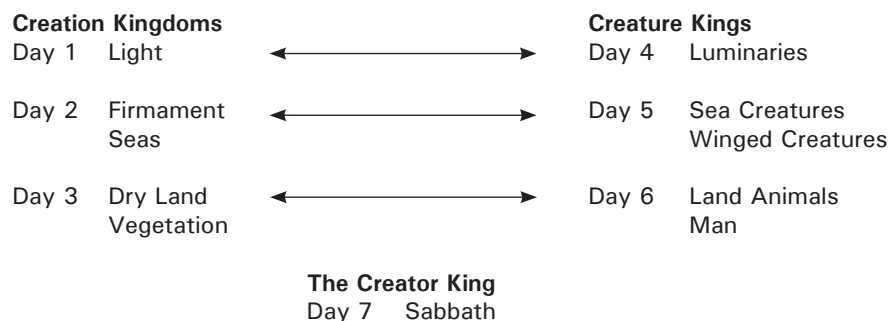 Creation Kingdoms Creature Kings
Day 1 Light Day 4 Luminaries
Day 2 Firmament Day 5 Sea Creatures
Seas Winged Creatures
Day 3 Dry Land Day 6 Land Animals
Vegetation Man
The Creator King
Day 7 Sabbath